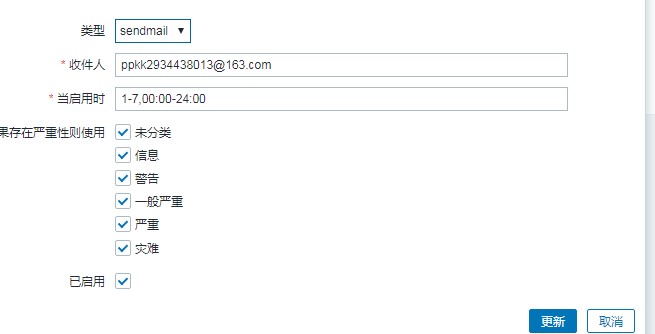 类型 sendmail
* 收件人 ppkk2934438013@163.com
* 当启用时 1-7,00:00-24:00
果存在严重性则使用 未分类
信息
警告
一般严重
严重
灾难
已启用
更新 取消